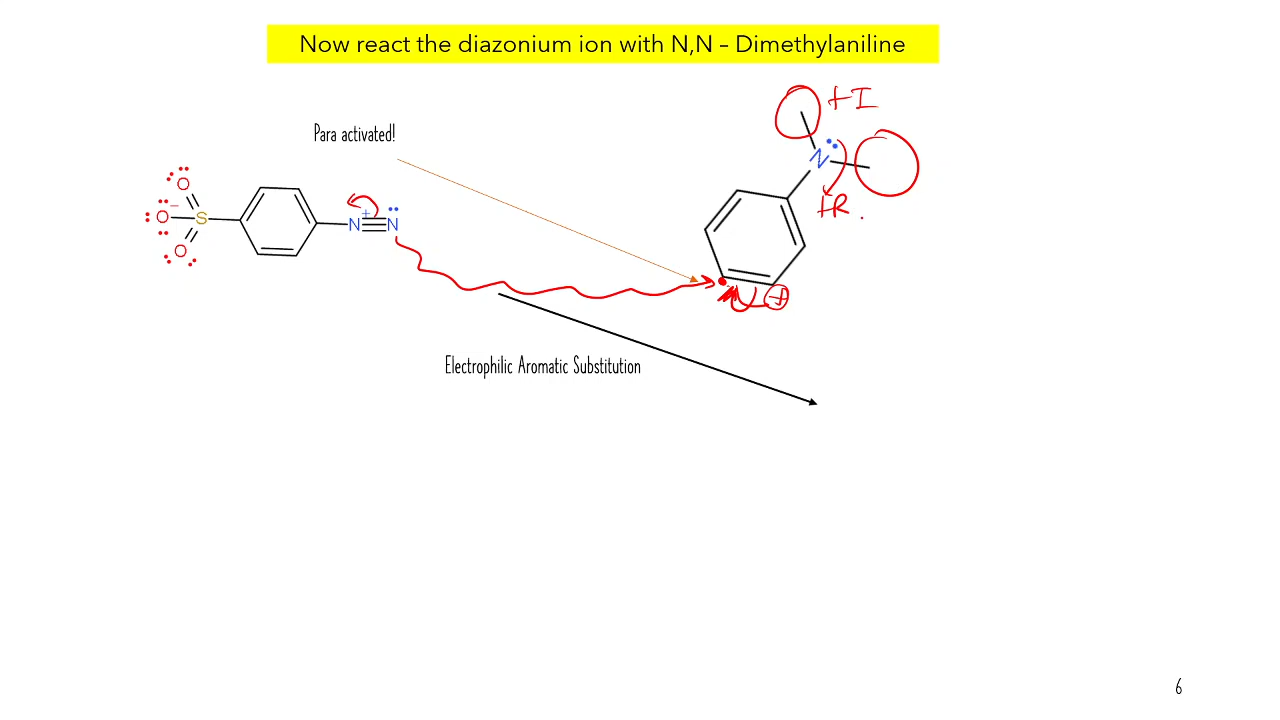 Now react the diazonium ion with N,N – Dimethylaniline
+I
Para activated!
N
+R.
O
O −
S
N + N
O
+
Electrophilic Aromatic Substitution
6